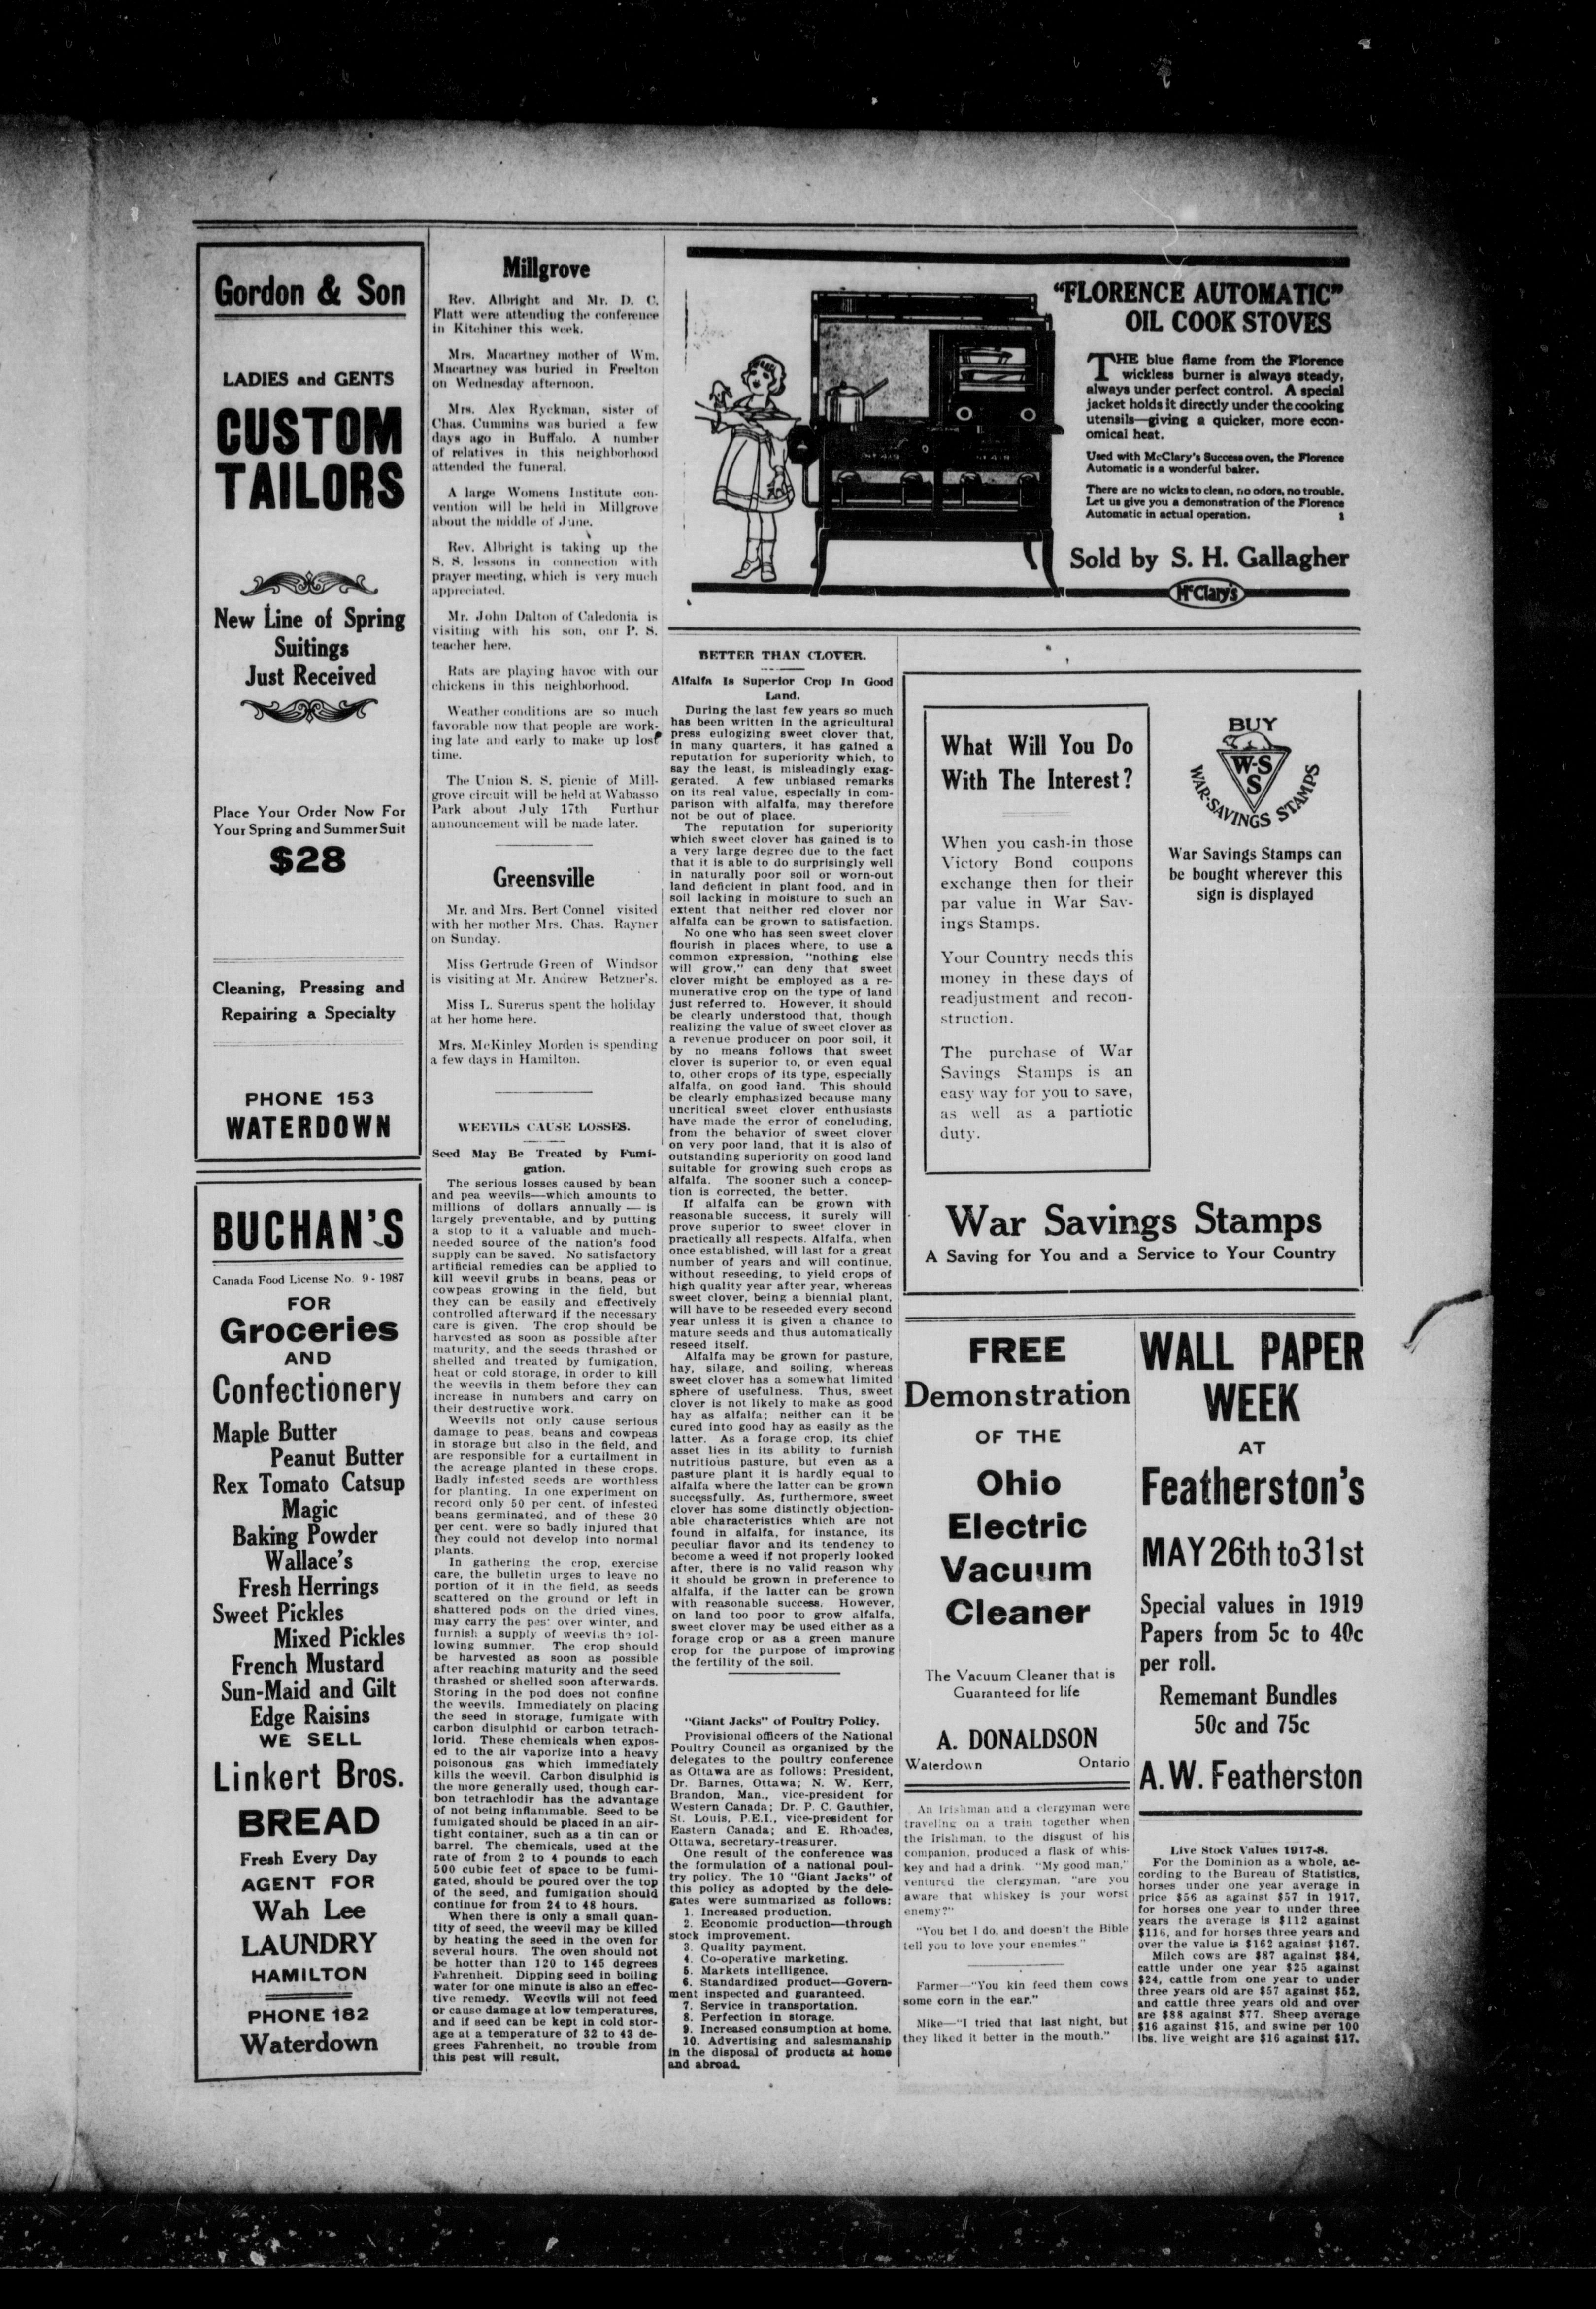 Gordon & Son
LADIES and GENTS
CUSTOM
TAILORS
New Line of Spring
Suitings
Just Received
Place Your Order Now For
Your Spring and Summer Suit
$28
Cleaning, Pressing and
Repairing a Specialty
PHONE 153
WATERDOWN
BUCHAN'S
Canada Food License No. 9-1987
FOR
Groceries
AND
Confectionery
Maple Butter
Peanut Butter
Rex Tomato Catsup
Magic
Baking Powder
Wallace's
Fresh Herrings
Sweet Pickles
Mixed Pickles
French Mustard
Sun-Maid and Gilt
Edge Raisins
WE SELL
Linkert Bros.
BREAD
Fresh Every Day
AGENT FOR
Wah Lee
LAUNDRY
HAMILTON
PHONE 182
Waterdown
Millgrove
Rev. Albright and Mr. D. C.
Flatt were attending the conference
in Kitchiner this week.
Mrs. Macartney mother of Wm.
Macartney was buried in Freelton
on Wednesday afternoon.
Mrs. Alex Ryckman, sister of
Chas. Cummins was buried a few
days ago in Buffalo. A number
of relatives in this neighborhood
attended the funeral.
A large Womens Institute con-
vention will be held in Millgrove
about the middle of June.
Rev. Albright is taking up the
S. S. lessons in connection with
prayer meeting, which is very much
appreciated.
Mr. John Dalton of Caledonia is
visiting with his son, our P. S.
teacher here.
Rats are playing havoc with our
chickens in this neighborhood.
Weather conditions are so much
favorable now that people are work-
ing late and early to make up lost
time.
The Union S. S. picnic of Mill-
grove circuit will be held at Wabasso
Park about July 17th Furthur
announcement will be made later.
Greensville
Mr. and Mrs. Bert Connel visited
with her mother Mrs. Chas. Rayner
on Sunday.
Miss Gertrude Green of Windsor
is visiting at Mr. Andrew Betzner's.
Miss L. Surerus spent the holiday
at her home here.
Mrs. McKinley Morden is spending
a few days in Hamilton.
WEEVILS CAUSE LOSSES.
Seed May Be Treated by Fumi-
gation.
The serious losses caused by bean
and pea weevils—which amounts to
millions of dollars annually — is
largely preventable, and by putting
a stop to it a valuable and much-
needed source of the nation's food
supply can be saved. No satisfactory
artificial remedies can be applied to
kill weevil grubs in beans, peas or
cowpeas growing in the field, but
they can be easily and effectively
controlled afterward if the necessary
care is given. The crop should be
harvested as soon as possible after
maturity, and the seeds thrashed or
shelled and treated by fumigation,
heat or cold storage, in order to kill
the weevils in them before they can
increase in numbers and carry on
their destructive work.
Weevils not only cause serious
damage to peas, beans and cowpeas
in storage but also in the field, and
are responsible for a curtailment in
the acreage planted in these crops.
Badly infested seeds are worthless
for planting. In one experiment on
record only 50 per cent. of infested
beans germinated, and of these 30
per cent. were so badly injured that
they could not develop into normal
plants.
In gathering the crop, exercise
care, the bulletin urges to leave no
portion of it in the field, as seeds
scattered on the ground or left in
shattered pods on the dried vines,
may carry the pest over winter, and
furnish a supply of weevils the fol-
lowing summer. The crop should
be harvested as soon as possible
after reaching maturity and the seed
thrashed or shelled soon afterwards.
Storing in the pod does not confine
the weevils. Immediately on placing
the seed in storage, fumigate with
carbon disulphid or carbon tetrach-
lorid. These chemicals when expos-
ed to the air vaporize into a heavy
poisonous gas which immediately
kills the weevil. Carbon disulphid is
the more generally used, though car-
bon tetrachlodir has the advantage
of not being inflammable. Seed to be
fumigated should be placed in an air-
tight container, such as a tin can or
barrel. The chemicals, used at the
rate of from 2 to 4 pounds to each
500 cubic feet of space to be fumi-
gated, should be poured over the top
of the seed, and fumigation should
continue for from 24 to 48 hours.
When there is only a small quan-
tity of seed, the weevil may be killed
by heating the seed in the oven for
several hours. The oven should not
be hotter than 120 to 145 degrees
Fahrenheit. Dipping seed in boiling
water for one minute is also an effec-
tive remedy. Weevils will not feed
or cause damage at low temperatures,
and if seed can be kept in cold stor-
age at a temperature of 32 to 43 de-
grees Fahrenheit, no trouble from
this pest will result.
"FLORENCE AUTOMATIC"
OIL COOK STOVES
THE blue flame from the Florence
wickless burner is always steady,
always under perfect control. A special
jacket holds it directly under the cooking
utensils—giving a quicker, more econ-
omical heat.
Used with McClary's Success oven, the Florence
Automatic is a wonderful baker.
There are no wicks to clean, no odors, no trouble.
Let us give you a demonstration of the Florence
Automatic in actual operation. 1
Sold by S. H. Gallagher
McClary's
BETTER THAN CLOVER.
Alfalfa Is Superior Crop In Good
Land.
During the last few years so much
has been written in the agricultural
press eulogizing sweet clover that,
in many quarters, it has gained a
reputation for superiority which, to
say the least, is misleadingly exag-
gerated. A few unbiased remarks
on its real value, especially in com-
parison with alfalfa, may therefore
not be out of place.
The reputation for superiority
which sweet clover has gained is to
a very large degree due to the fact
that it is able to do surprisingly well
in naturally poor soil or worn-out
land deficient in plant food, and in
soil lacking in moisture to such an
extent that neither red clover nor
alfalfa can be grown to satisfaction.
No one who has seen sweet clover
flourish in places where, to use a
common expression, "nothing else
will grow," can deny that sweet
clover might be employed as a re-
munerative crop on the type of land
just referred to. However, it should
be clearly understood that, though
realizing the value of sweet clover as
a revenue producer on poor soil, it
by no means follows that sweet
clover is superior to, or even equal
to, other crops of its type, especially
alfalfa, on good land. This should
be clearly emphasized because many
uncritical sweet clover enthusiasts
have made the error of concluding,
from the behavior of sweet clover
on very poor land, that it is also of
outstanding superiority on good land
suitable for growing such crops as
alfalfa. The sooner such a concep-
tion is corrected, the better.
If alfalfa can be grown with
reasonable success, it surely will
prove superior to sweet clover in
practically all respects. Alfalfa, when
once established, will last for a great
number of years and will continue,
without reseeding, to yield crops of
high quality year after year, whereas
sweet clover, being a biennial plant,
will have to be reseeded every second
year unless it is given a chance to
mature seeds and thus automatically
reseed itself.
Alfalfa may be grown for pasture,
hay, silage, and soiling, whereas
sweet clover has a somewhat limited
sphere of usefulness. Thus, sweet
clover is not likely to make as good
hay as alfalfa; neither can it be
cured into good hay as easily as the
latter. As a forage crop, its chief
asset lies in its ability to furnish
nutritious pasture, but even as a
pasture plant it is hardly equal to
alfalfa where the latter can be grown
successfully. As, furthermore, sweet
clover has some distinctly objection-
able characteristics which are not
found in alfalfa, for instance, its
peculiar flavor and its tendency to
become a weed if not properly looked
after, there is no valid reason why
it should be grown in preference to
alfalfa, if the latter can be grown
with reasonable success. However,
on land too poor to grow alfalfa,
sweet clover may be used either as a
forage crop or as a green manure
crop for the purpose of improving
the fertility of the soil.
"Giant Jacks" of Poultry Policy.
Provisional officers of the National
Poultry Council as organized by the
delegates to the poultry conference
as Ottawa are as follows: President,
Dr. Barnes, Ottawa; N. W. Kerr,
Brandon, Man., vice-president for
Western Canada; Dr. P. C. Gauthier,
St. Louis, P.E.I., vice-president for
Eastern Canada; and E. Rhoades,
Ottawa, secretary-treasurer.
One result of the conference was
the formulation of a national poul-
try policy. The 10 "Giant Jacks" of
this policy as adopted by the dele-
gates were summarized as follows:
1. Increased production.
2. Economic production—through
stock improvement.
3. Quality payment.
4. Co-operative marketing.
5. Markets intelligence.
6. Standardized product—Govern-
ment inspected and guaranteed.
7. Service in transportation.
8. Perfection in storage.
9. Increased consumption at home.
10. Advertising and salesmanship
in the disposal of products at home
and abroad.
What Will You Do
With The Interest?
When you cash-in those
Victory Bond coupons
exchange then for their
par value in War Sav-
ings Stamps.
Your Country needs this
money in these days of
readjustment and recon-
struction.
The purchase of War
Savings Stamps is an
easy way for you to save,
as well as a partiotic
duty.
BUY
W-S
S
WAR-SAVINGS STAMPS
War Savings Stamps can
be bought wherever this
sign is displayed
War Savings Stamps
A Saving for You and a Service to Your Country
FREE
Demonstration
OF THE
Ohio
Electric
Vacuum
Cleaner
The Vacuum Cleaner that is
Guaranteed for life
A. DONALDSON
Waterdown Ontario
An Irishman and a clergyman were
traveling on a train together when
the Irishman, to the disgust of his
companion, produced a flask of whis-
key and had a drink. "My good man,"
ventured the clergyman, "are you
aware that whiskey is your worst
enemy?"
"You bet I do, and doesn't the Bible
tell you to love your enemies."
Farmer—"You kin feed them cows
some corn in the ear."
Mike—"I tried that last night, but
they liked it better in the mouth."
WALL PAPER
WEEK
AT
Featherston's
MAY 26th to 31st
Special values in 1919
Papers from 5c to 40c
per roll.
Rememant Bundles
50c and 75c
A. W. Featherston
Live Stock Values 1917-8.
For the Dominion as a whole, ac-
cording to the Bureau of Statistics,
horses under one year average in
price $56 as against $57 in 1917,
for horses one year to under three
years the average is $112 against
$116, and for horses three years and
over the value is $162 against $167.
Milch cows are $87 against $84,
cattle under one year $25 against
$24, cattle from one year to under
three years old are $57 against $52,
and cattle three years old and over
are $88 against $77. Sheep average
$16 against $15, and swine per 100
lbs. live weight are $16 against $17.